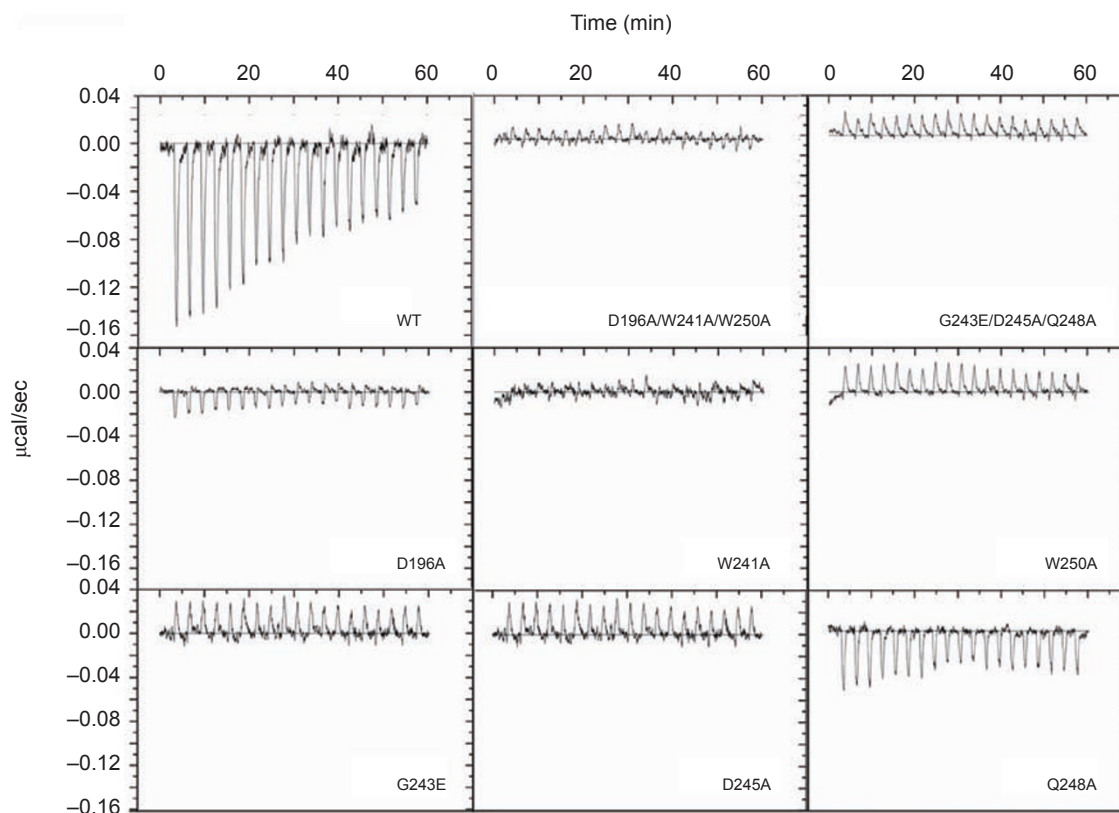 Time (min)
0 20 40 60 0 20 40 60 0 20 40 60
0.04
0.00
–0.04
–0.08
–0.12
–0.16
WT
D196A/W241A/W250A
G243E/D245A/Q248A
0.04
0.00
–0.04
–0.08
–0.12
–0.16
D196A
W241A
W250A
μcal/sec
0.04
0.00
–0.04
–0.08
–0.12
–0.16
G243E
D245A
Q248A